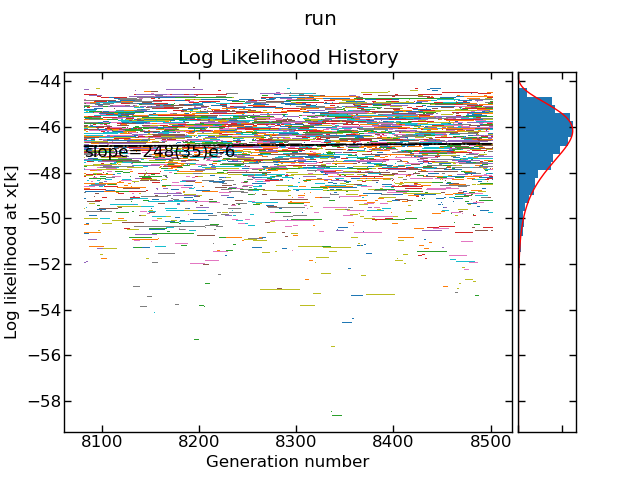 run
Log Likelihood History
Log likelihood at x[k]
−44
−46
−48
−50
−52
−54
−56
−58
slope=248(35)e-6
8100
8200
8300
8400
8500
Generation number